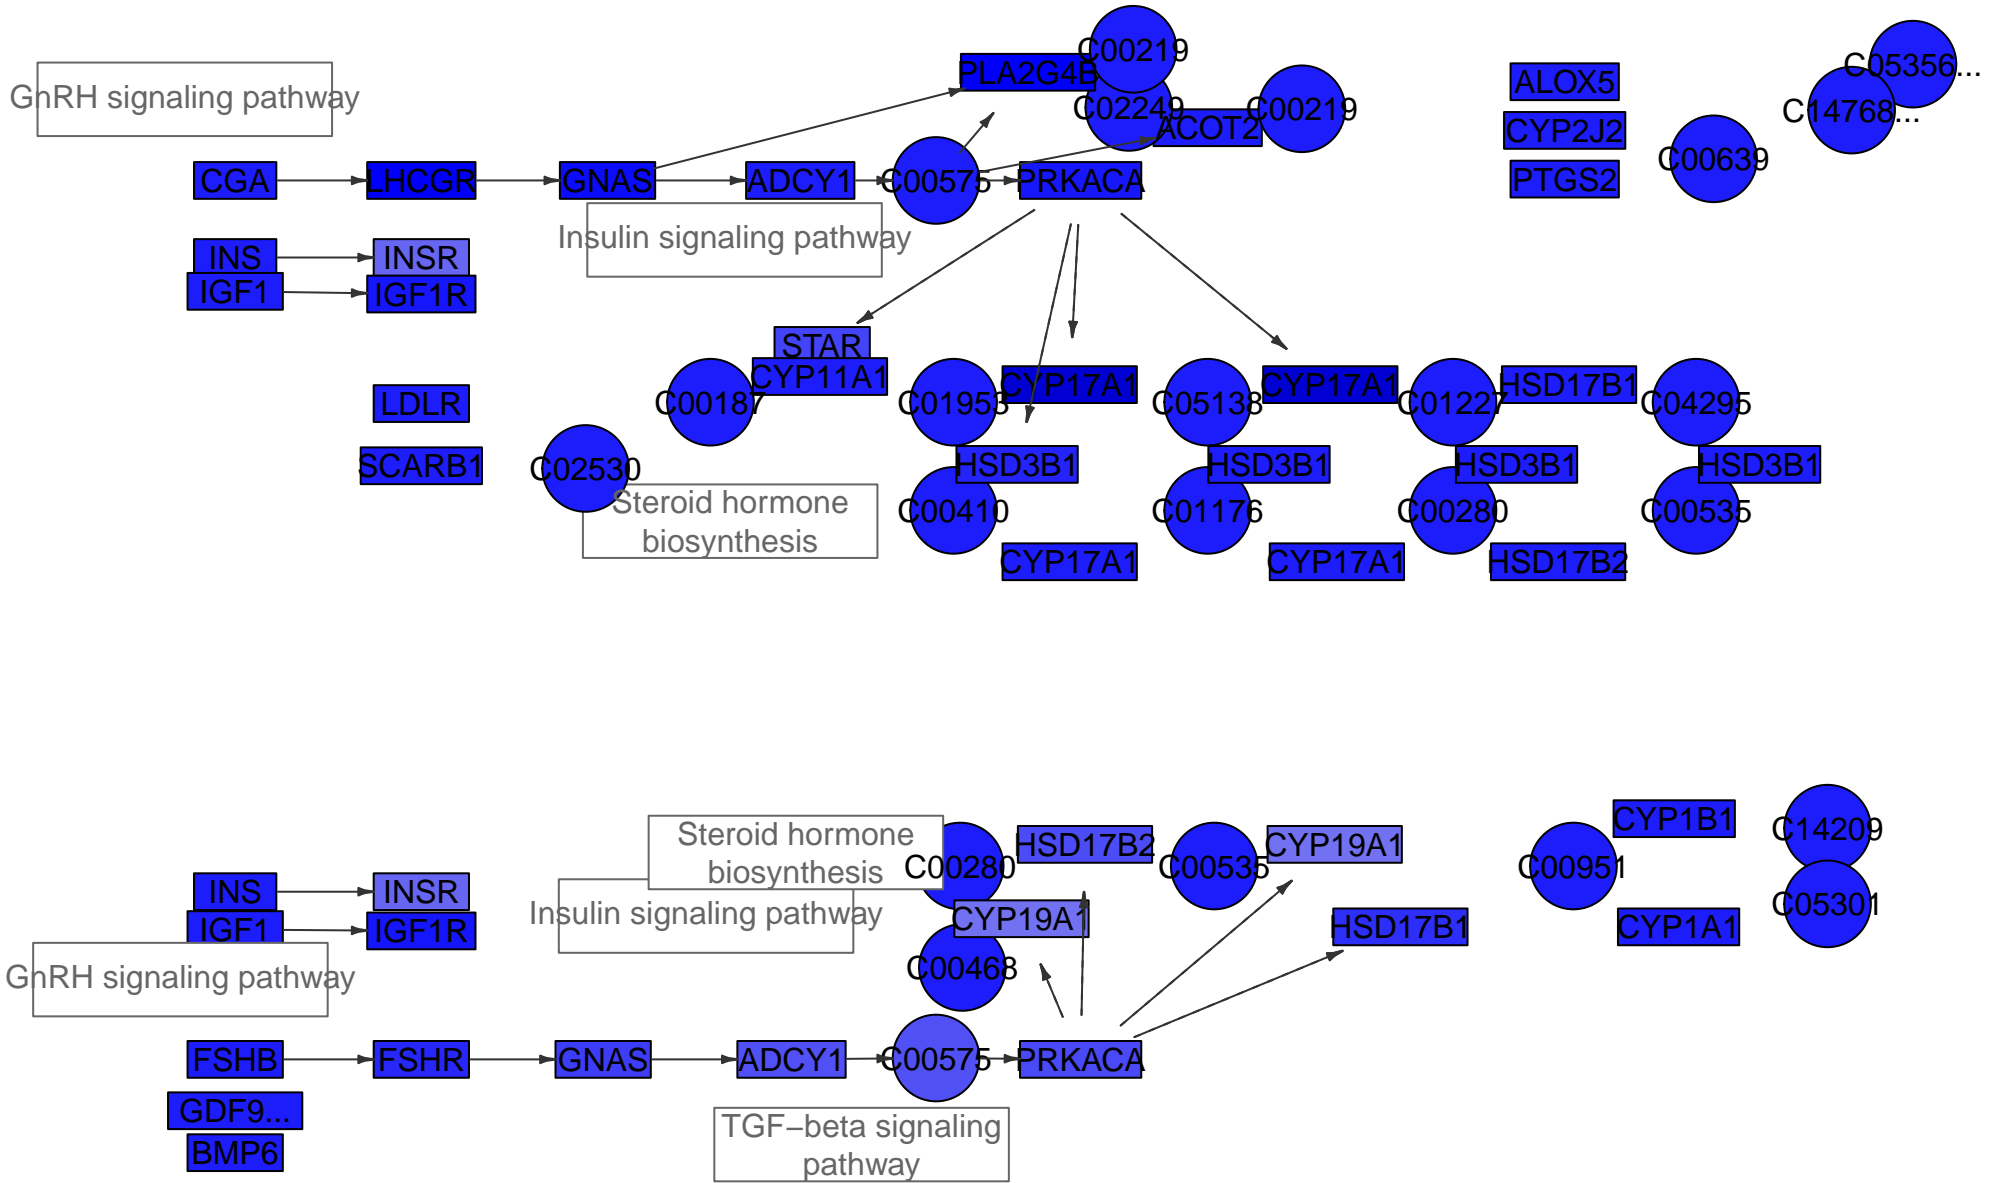 C00219
C05356...
PLA2G4B
ALOX5
GnRH signaling pathway
C02249
C00219
C14768...
ACOT2
CYP2J2
C00639
CGA
LHCGR
GNAS
ADCY1
C00575
PRKACA
PTGS2
Insulin signaling pathway
INS
INSR
IGF1
IGF1R
STAR
CYP11A1
CYP17A1
CYP17A1
HSD17B1
LDLR
C00187
C01953
C05138
C01227
C04295
SCARB1
C02530
HSD3B1
HSD3B1
HSD3B1
HSD3B1
Steroid hormone
biosynthesis
C00410
C01176
C00280
C00535
CYP17A1
CYP17A1
HSD17B2
CYP1B1
C14209
Steroid hormone
biosynthesis
HSD17B2
CYP19A1
C00280
C00535
C00951
INS
INSR
C05301
Insulin signaling pathway
CYP19A1
IGF1
IGF1R
HSD17B1
CYP1A1
GnRH signaling pathway
C00468
FSHB
FSHR
GNAS
ADCY1
C00575
PRKACA
GDF9...
BMP6
TGF−beta signaling
pathway